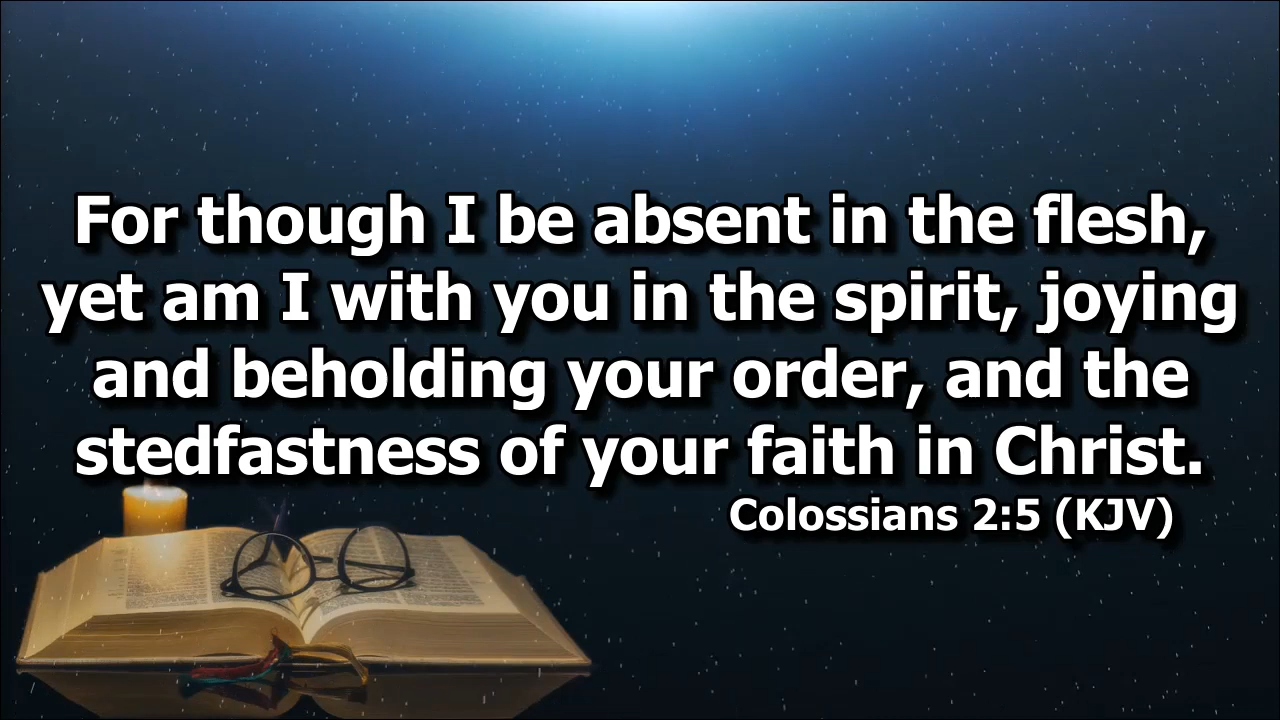 For though I be absent in the flesh,
yet am I with you in the spirit, joying
and beholding your order, and the
stedfastness of your faith in Christ.
Colossians 2:5 (KJV)